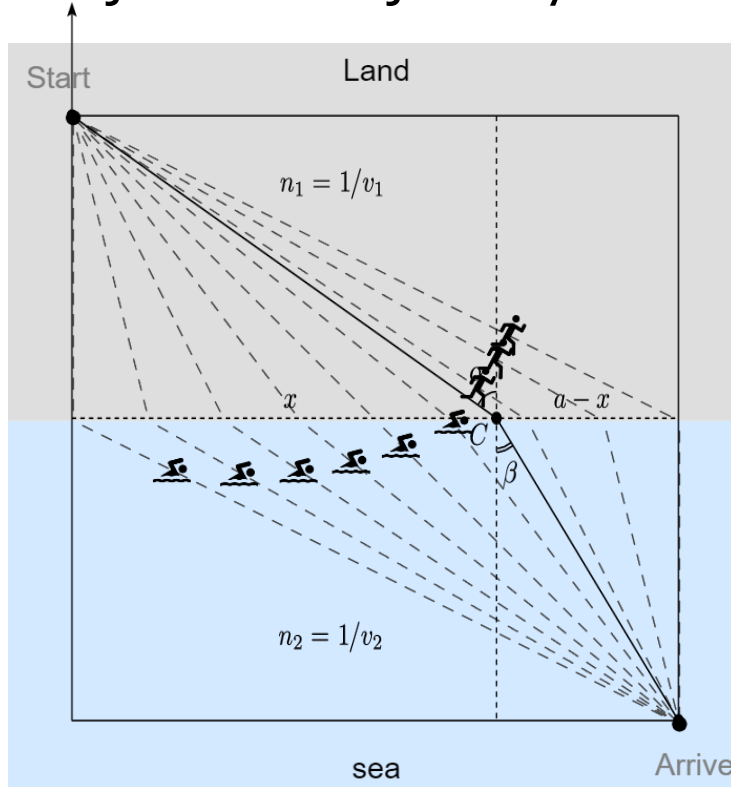 Start
Land
n₁ = 1/v₁
x
a − x
C
β
n₂ = 1/v₂
Arrive
sea